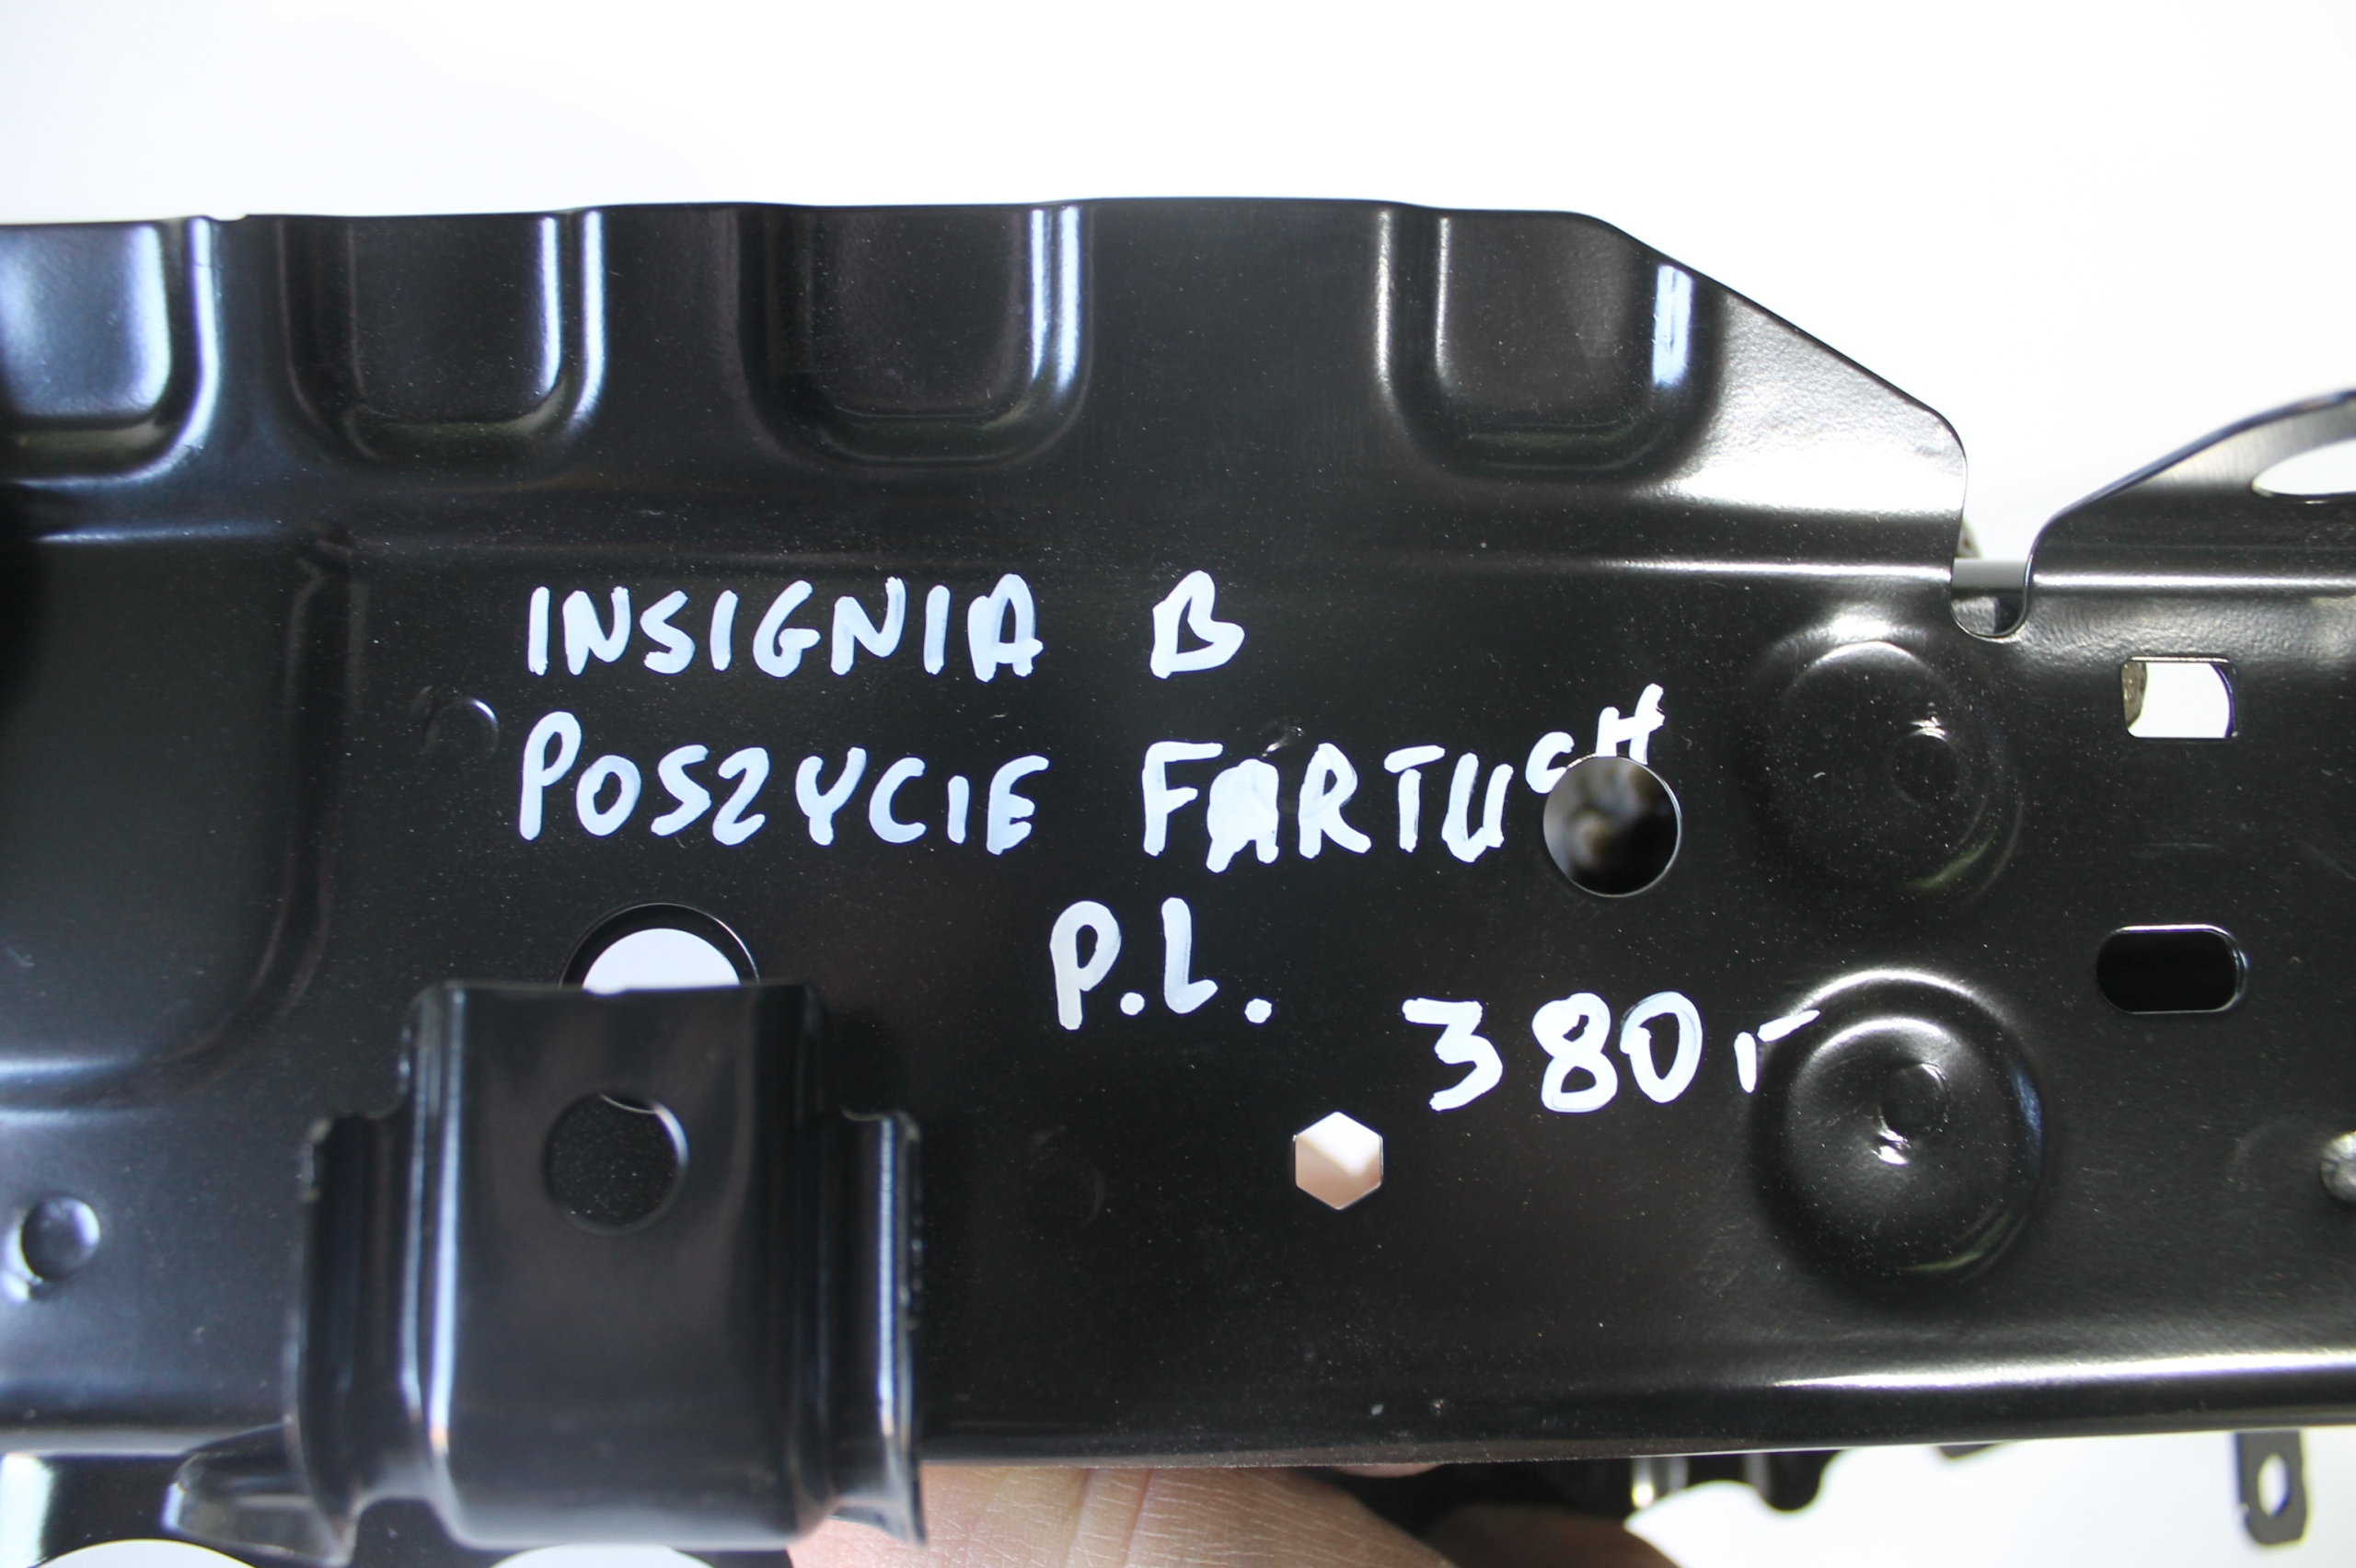 INSIGNIA B
POSZYCIE FARTUCH
P.L.
380,-